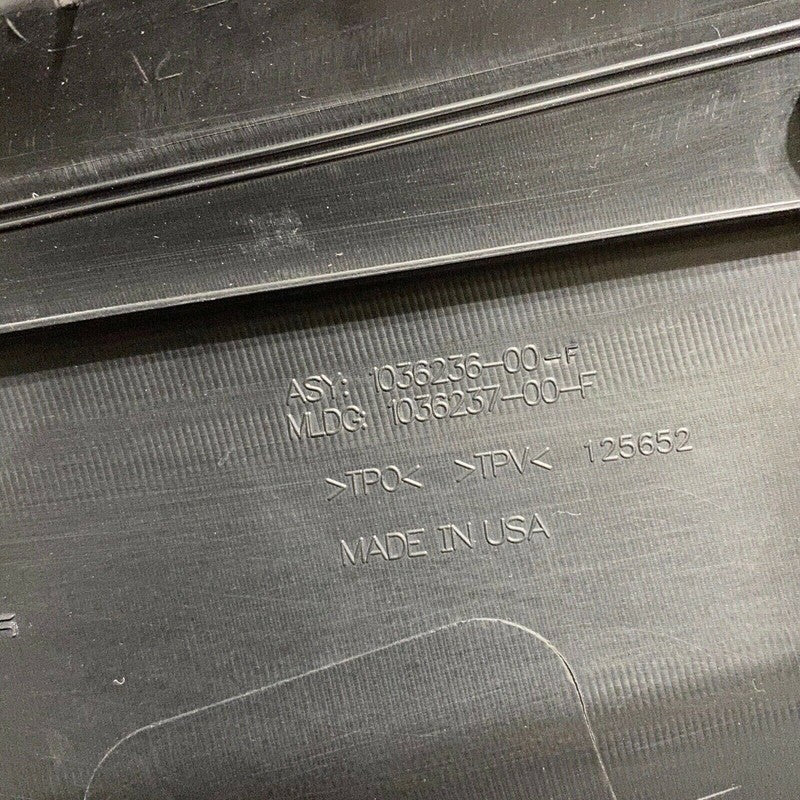 ASY: 1036236-00-F
MLDG: 1036237-00-F
>TPO< >TPV< 125652
MADE IN USA